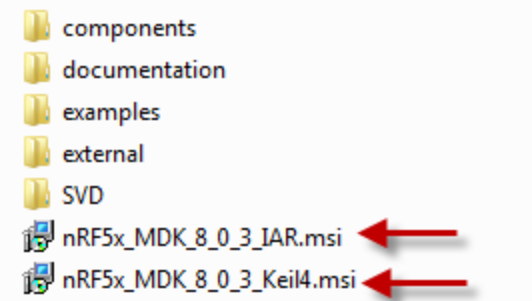 components
documentation
examples
external
SVD
nRF5x_MDK_8_0_3_IAR.msi
nRF5x_MDK_8_0_3_Keil4.msi